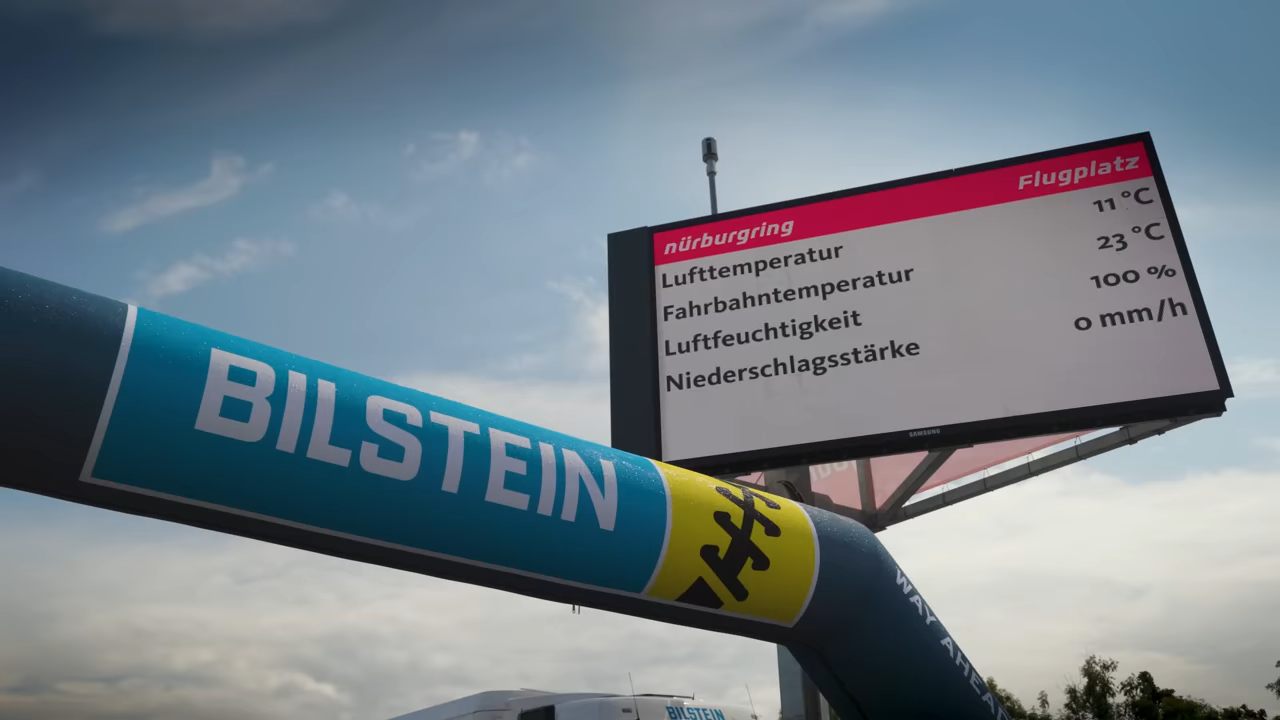 nürburgring Flugplatz
Lufttemperatur 11 °C
Fahrbahntemperatur 23 °C
Luftfeuchtigkeit 100 %
Niederschlagsstärke 0 mm/h
SAMSUNG
BILSTEIN
WAY AHEAD
BILSTEIN